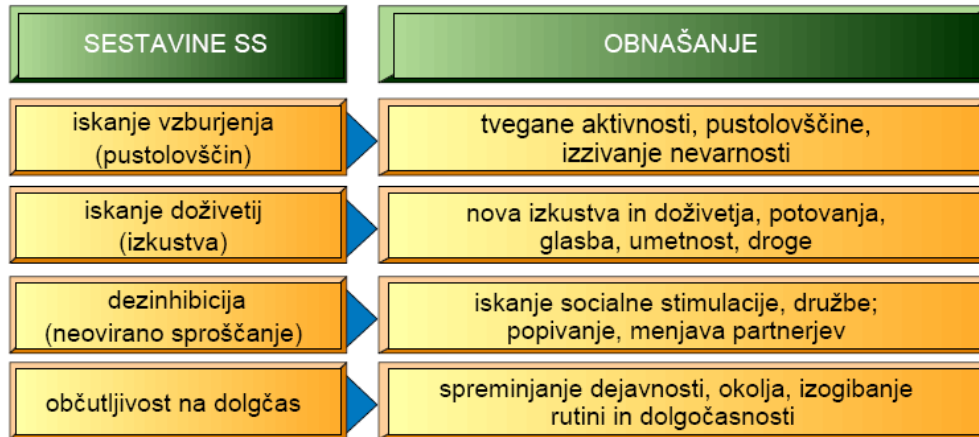 SESTAVINE SS
OBNAŠANJE
iskanje vzburjenja
(pustolovščin)
tvegane aktivnosti, pustolovščine,
izzivanje nevarnosti
iskanje doživetij
(izkustva)
nova izkustva in doživetja, potovanja,
glasba, umetnost, droge
dezinhibicija
(neovirano sproščanje)
iskanje socialne stimulacije, družbe;
popivanje, menjava partnerjev
občutljivost na dolgčas
spreminjanje dejavnosti, okolja, izogibanje
rutini in dolgočasnosti